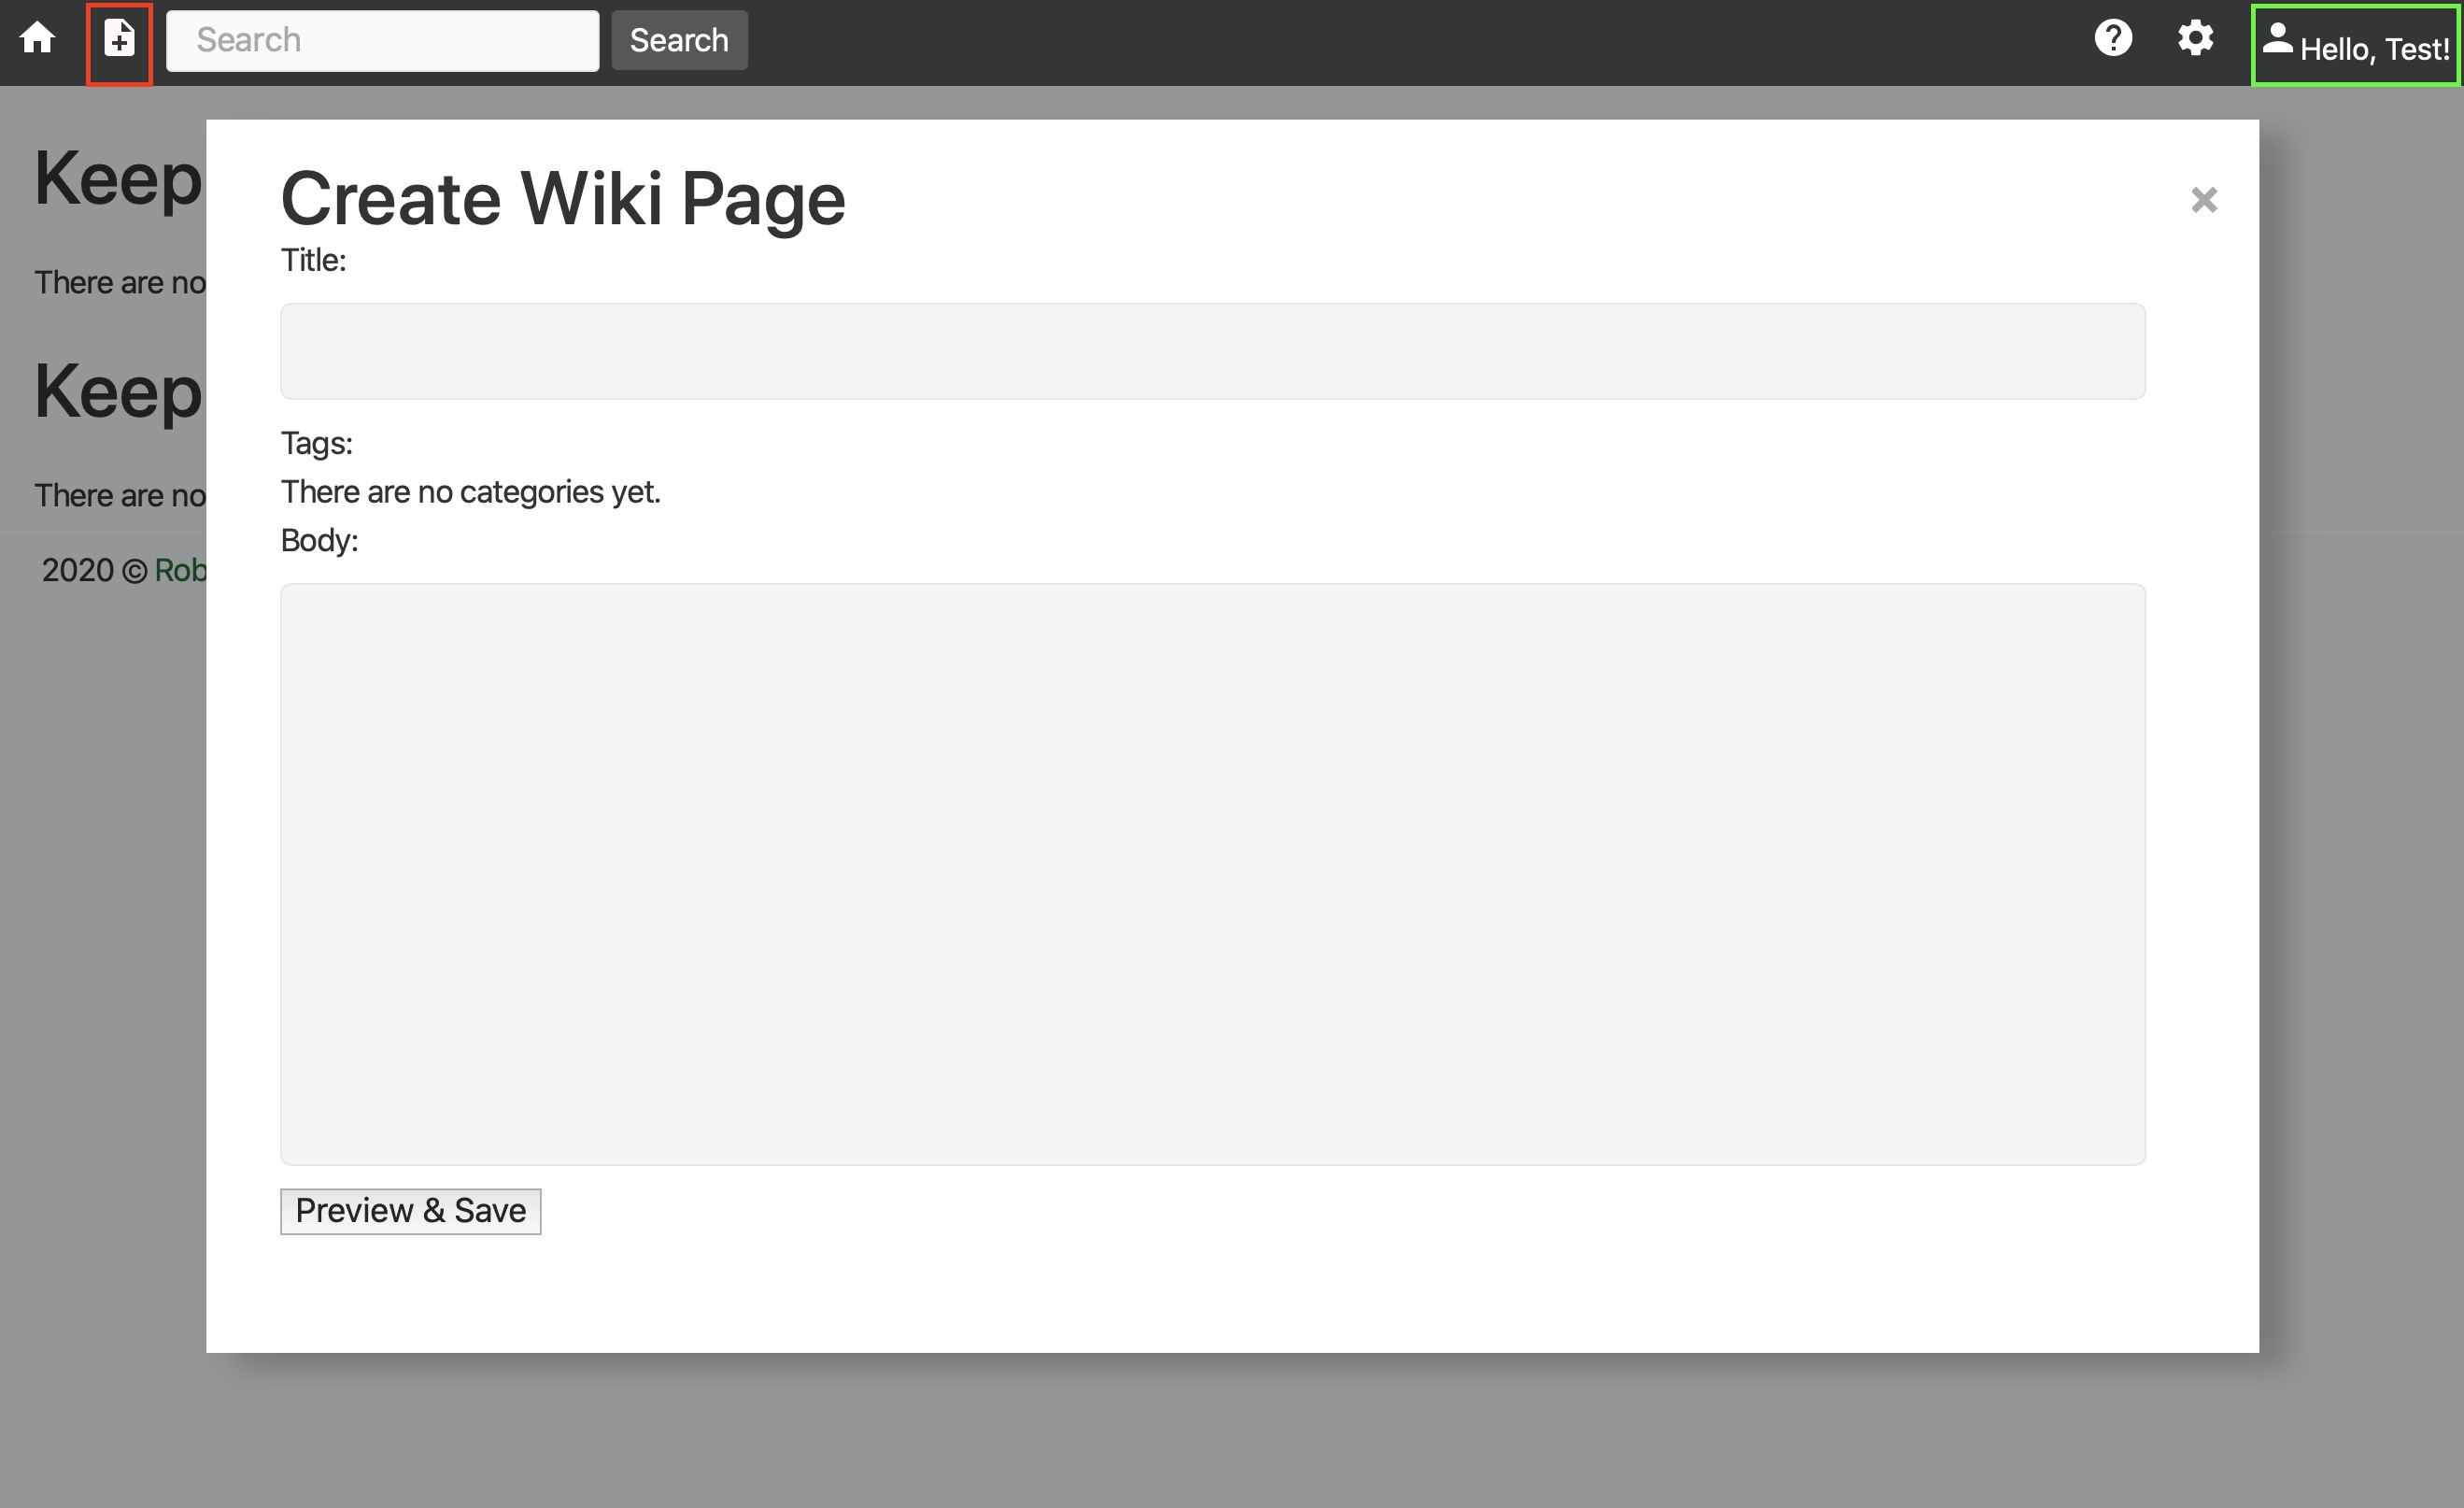 Search
Search
Hello, Test!
Keep
There are no
Keep
There are no
2020 © Rob
Create Wiki Page
Title:
Tags:
There are no categories yet.
Body:
Preview & Save